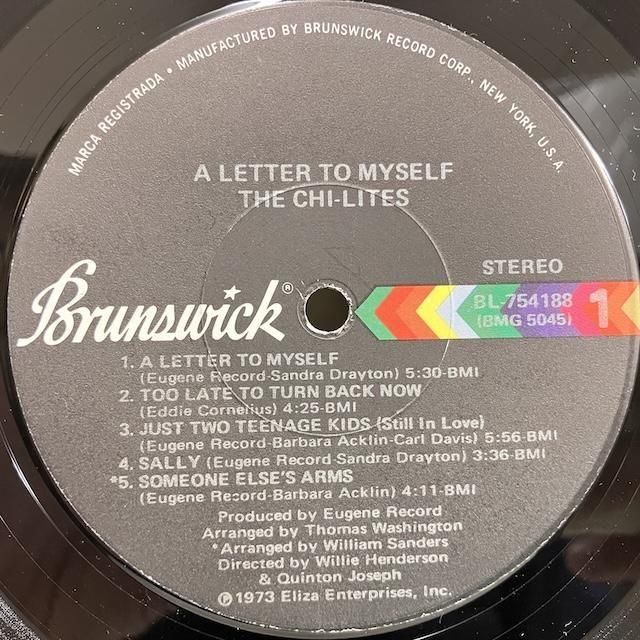 MARCA REGISTRADA • MANUFACTURED BY BRUNSWICK RECORD CORP., NEW YORK, U.S.A.
A LETTER TO MYSELF
THE CHI-LITES
STEREO
Brunswick®
BL-754188
(BMG 5045)
1
1. A LETTER TO MYSELF
(Eugene Record-Sandra Drayton) 5:30-BMI
2. TOO LATE TO TURN BACK NOW
(Eddie Cornelius) 4:25-BMI
3. JUST TWO TEENAGE KIDS (Still In Love)
(Eugene Record-Barbara Acklin-Carl Davis) 5:56-BMI
4. SALLY (Eugene Record-Sandra Drayton) 3:36-BMI
*5. SOMEONE ELSE'S ARMS
(Eugene Record-Barbara Acklin) 4:11-BMI
Produced by Eugene Record
Arranged by Thomas Washington
*Arranged by William Sanders
Directed by Willie Henderson
& Quinton Joseph
℗1973 Eliza Enterprises, Inc.